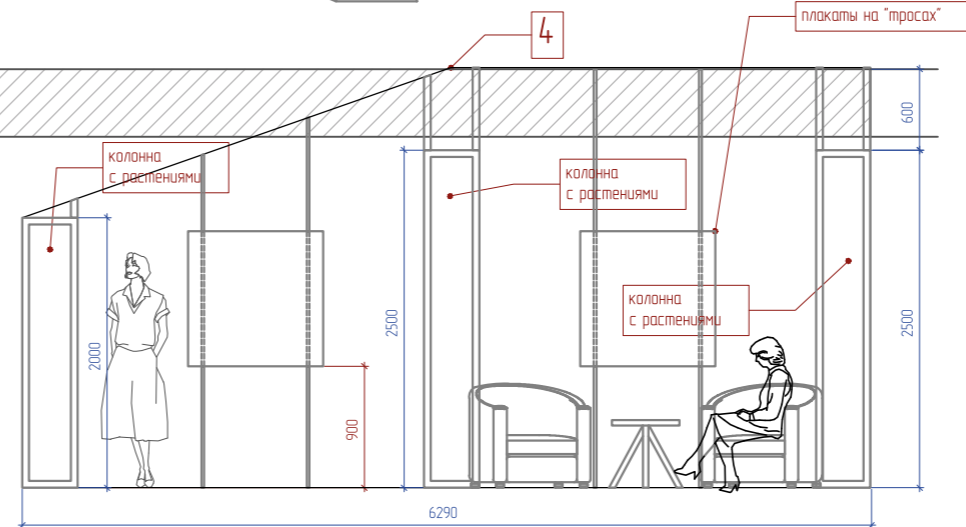 плакаты на "тросах"
4
600
колонна
с растениями
колонна
с растениями
колонна
с растениями
2000
2500
2500
900
6290